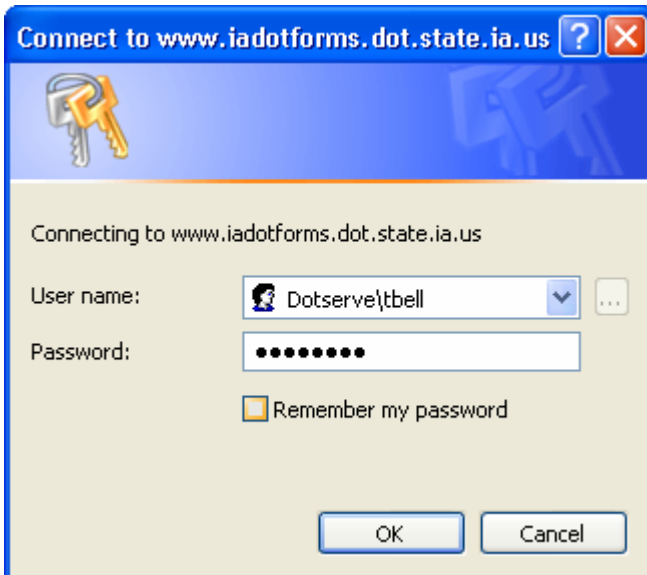 Connect to www.iadotforms.dot.state.ia.us ?
Connecting to www.iadotforms.dot.state.ia.us
User name: Dotserve\tbell ...
Password: ●●●●●●●●
Remember my password
OK Cancel